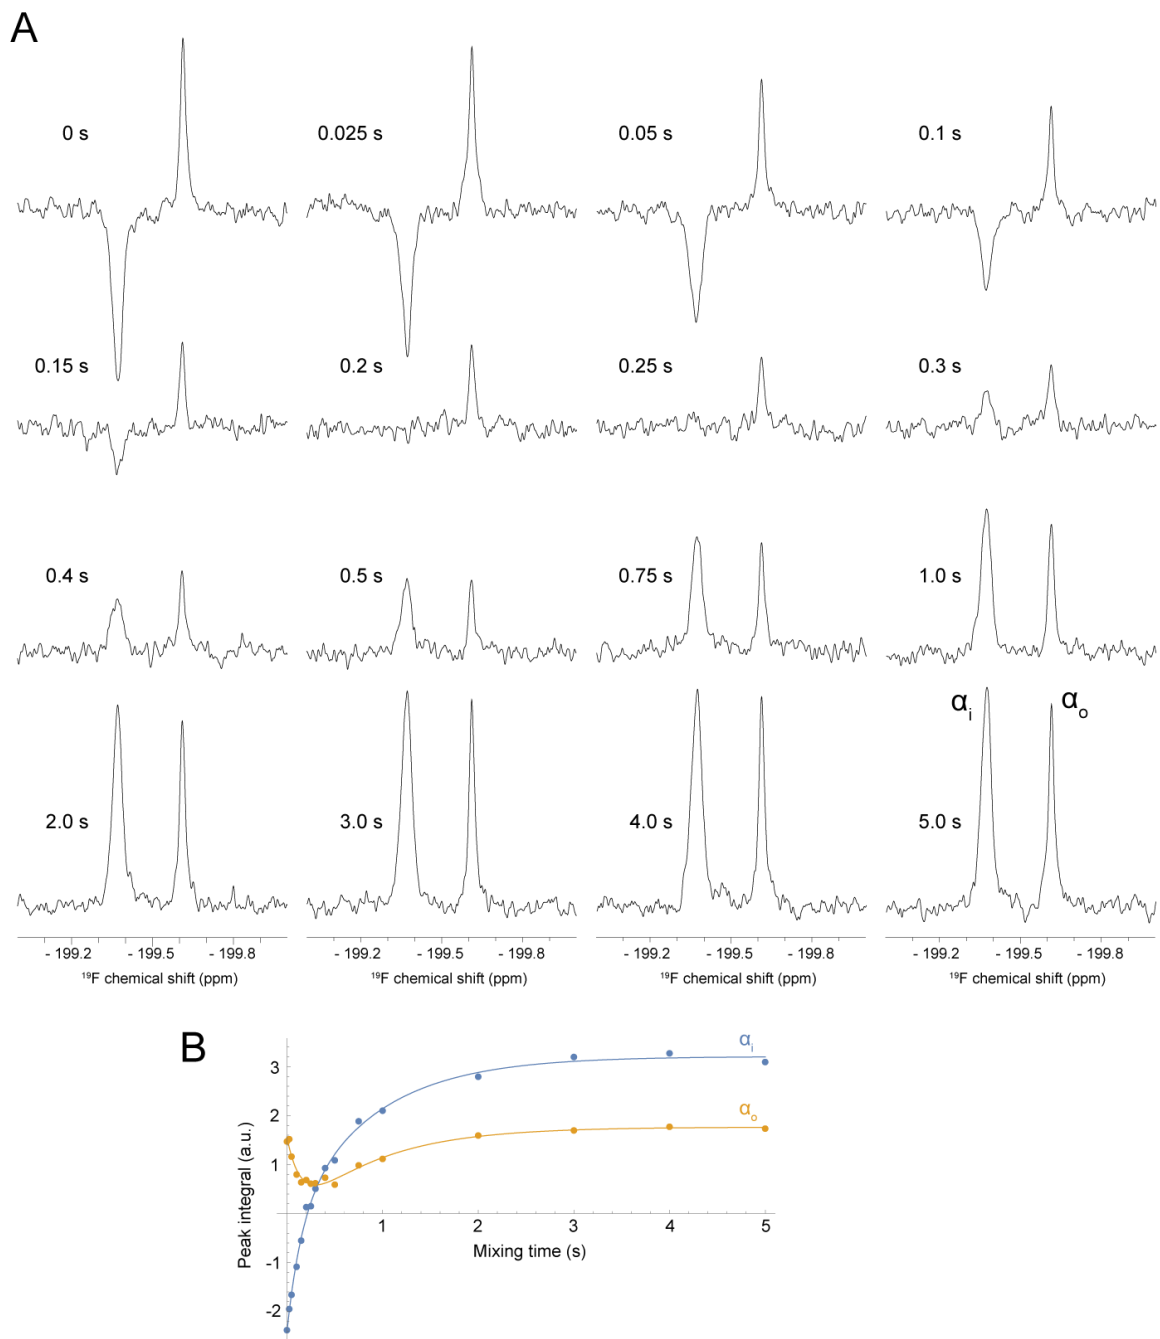 A
0 s 0.025 s 0.05 s 0.1 s
0.15 s 0.2 s 0.25 s 0.3 s
0.4 s 0.5 s 0.75 s 1.0 s
αi αo
2.0 s 3.0 s 4.0 s 5.0 s
- 199.2 - 199.5 - 199.8 - 199.2 - 199.5 - 199.8 - 199.2 - 199.5 - 199.8 - 199.2 - 199.5 - 199.8
¹⁹F chemical shift (ppm) ¹⁹F chemical shift (ppm) ¹⁹F chemical shift (ppm) ¹⁹F chemical shift (ppm)
B
αi
3
2
αo
1
1 2 3 4 5
Mixing time (s)
Peak integral (a.u.)
-1
-2